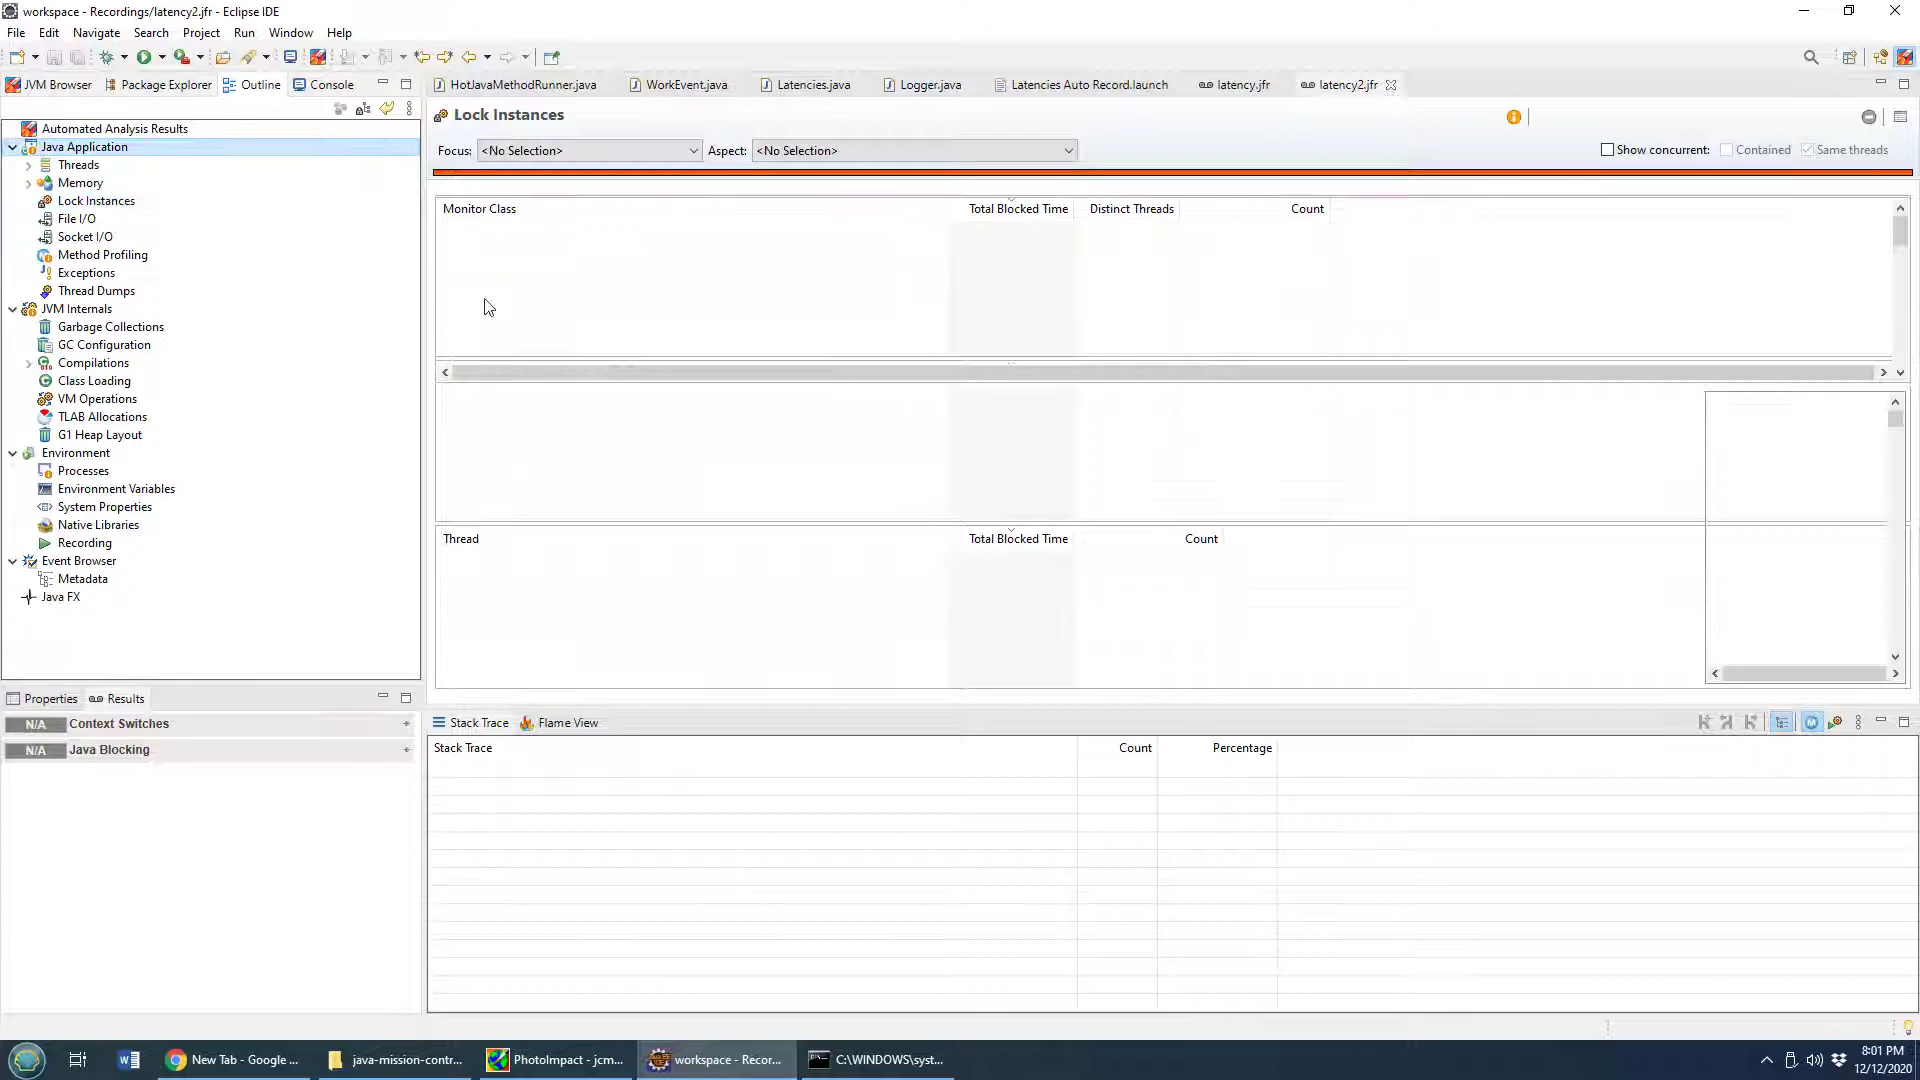 workspace - Recordings/latency2.jfr - Eclipse IDE
File Edit Navigate Search Project Run Window Help
JVM Browser Package Explorer Outline Console
HotJavaMethodRunner.java WorkEvent.java Latencies.java Logger.java Latencies Auto Record.launch latency.jfr latency2.jfr
Automated Analysis Results
Java Application
Threads
Memory
Lock Instances
File I/O
Socket I/O
Method Profiling
Exceptions
Thread Dumps
JVM Internals
Garbage Collections
GC Configuration
Compilations
Class Loading
VM Operations
TLAB Allocations
G1 Heap Layout
Environment
Processes
Environment Variables
System Properties
Native Libraries
Recording
Event Browser
Metadata
Java FX
Lock Instances
Focus: <No Selection> Aspect: <No Selection> Show concurrent: Contained Same threads
Monitor Class Total Blocked Time Distinct Threads Count
Thread Total Blocked Time Count
Properties Results
N/A Context Switches
N/A Java Blocking
Stack Trace Flame View
Stack Trace Count Percentage
New Tab - Google ... java-mission-contr... PhotoImpact - jcm... workspace - Recor... C:\WINDOWS\syst...
8:01 PM
12/12/2020